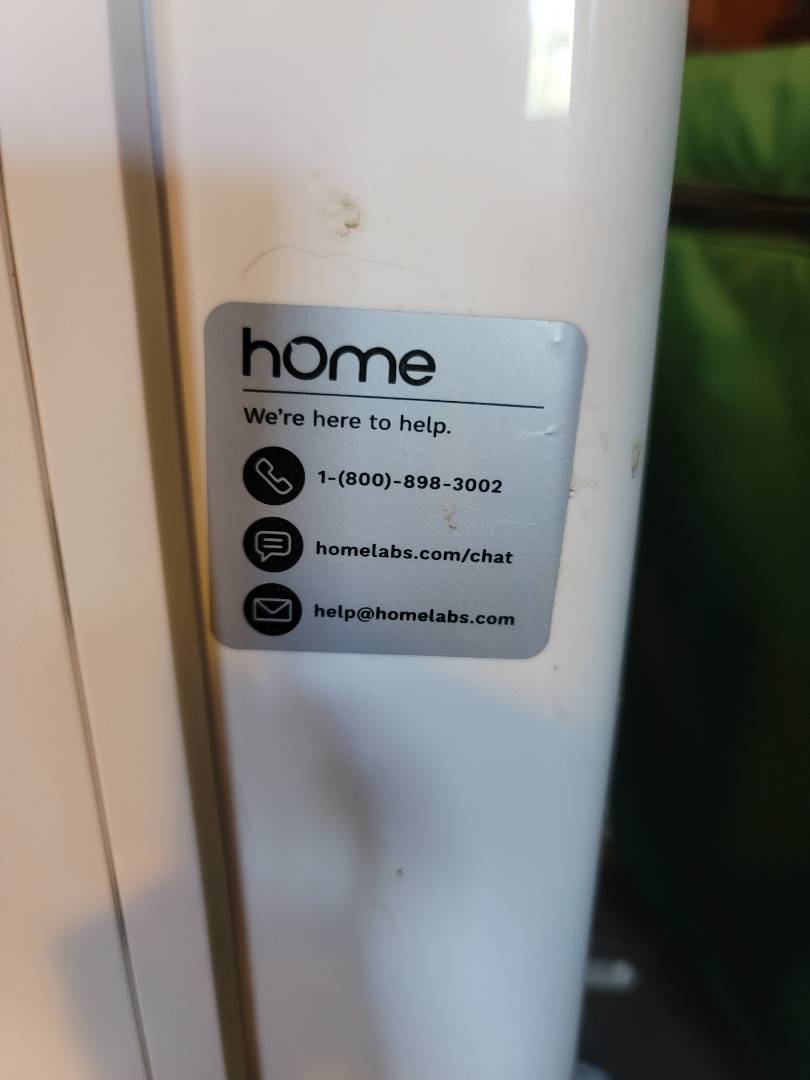 home
We're here to help.
1-(800)-898-3002
homelabs.com/chat
help@homelabs.com